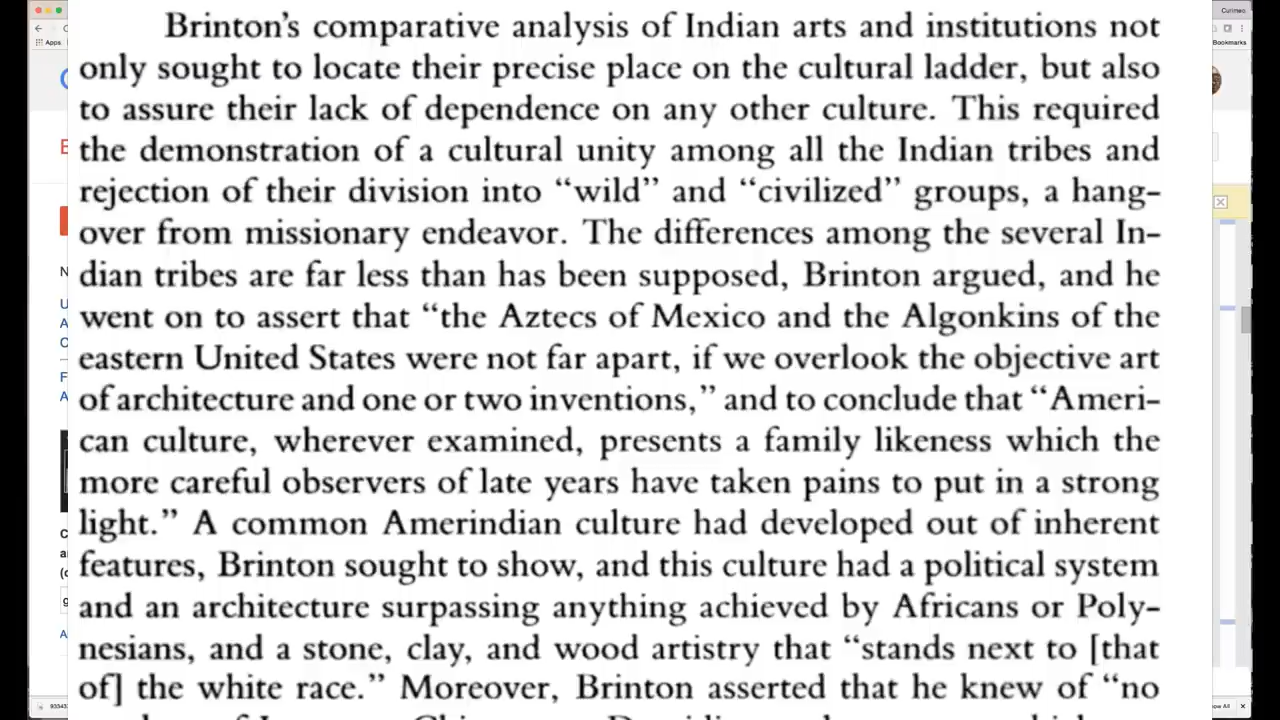 Curimeo
Apps
Bookmarks
Brinton’s comparative analysis of Indian arts and institutions not
only sought to locate their precise place on the cultural ladder, but also
to assure their lack of dependence on any other culture. This required
the demonstration of a cultural unity among all the Indian tribes and
rejection of their division into “wild” and “civilized” groups, a hang-
over from missionary endeavor. The differences among the several In-
dian tribes are far less than has been supposed, Brinton argued, and he
went on to assert that “the Aztecs of Mexico and the Algonkins of the
eastern United States were not far apart, if we overlook the objective art
of architecture and one or two inventions,” and to conclude that “Ameri-
can culture, wherever examined, presents a family likeness which the
more careful observers of late years have taken pains to put in a strong
light.” A common Amerindian culture had developed out of inherent
features, Brinton sought to show, and this culture had a political system
and an architecture surpassing anything achieved by Africans or Poly-
nesians, and a stone, clay, and wood artistry that “stands next to [that
of] the white race.” Moreover, Brinton asserted that he knew of “no